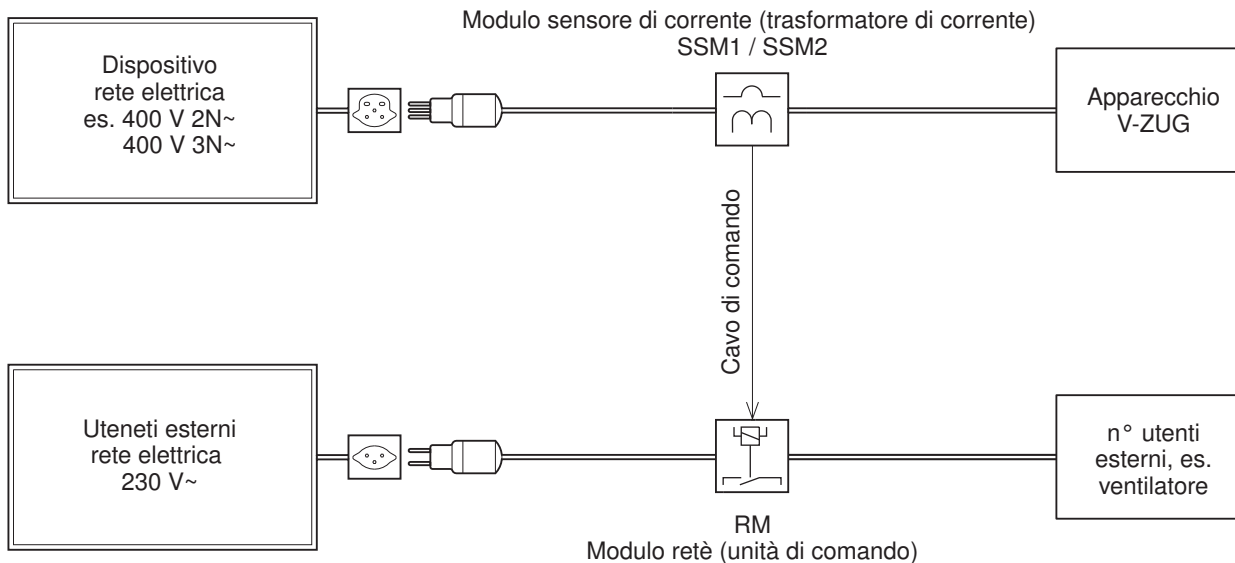 Modulo sensore di corrente (trasformatore di corrente)
SSM1 / SSM2
Dispositivo
rete elettrica
es. 400 V 2N~
400 V 3N~
Apparecchio
V-ZUG
Cavo di comando
Uteneti esterni
rete elettrica
230 V~
n° utenti
esterni, es.
ventilatore
RM
Modulo retè (unità di comando)